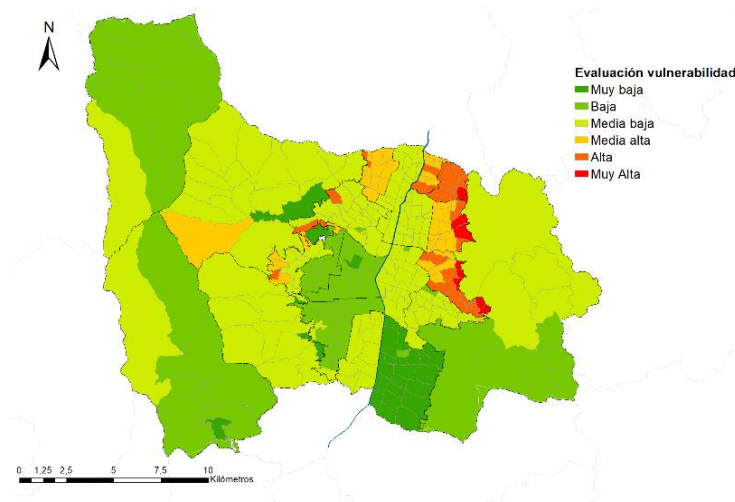 N
Evaluación vulnerabilidad
Muy baja
Baja
Media baja
Media alta
Alta
Muy Alta
0 1,25 2,5 5 7,5 10
Kilómetros